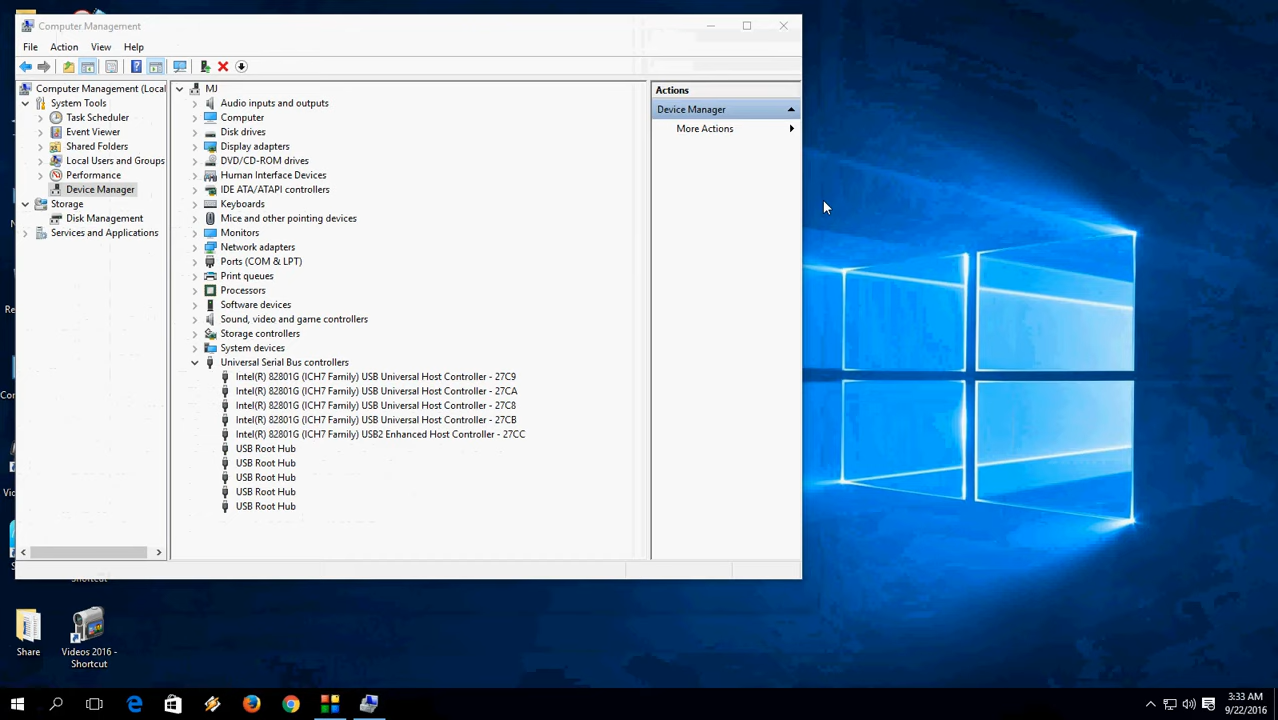 Computer Management
File Action View Help
Computer Management (Local
System Tools
Task Scheduler
Event Viewer
Shared Folders
Local Users and Groups
Performance
Device Manager
Storage
Disk Management
Services and Applications
MJ
Audio inputs and outputs
Computer
Disk drives
Display adapters
DVD/CD-ROM drives
Human Interface Devices
IDE ATA/ATAPI controllers
Keyboards
Mice and other pointing devices
Monitors
Network adapters
Ports (COM & LPT)
Print queues
Processors
Software devices
Sound, video and game controllers
Storage controllers
System devices
Universal Serial Bus controllers
Intel(R) 82801G (ICH7 Family) USB Universal Host Controller - 27C9
Intel(R) 82801G (ICH7 Family) USB Universal Host Controller - 27CA
Intel(R) 82801G (ICH7 Family) USB Universal Host Controller - 27C8
Intel(R) 82801G (ICH7 Family) USB Universal Host Controller - 27CB
Intel(R) 82801G (ICH7 Family) USB2 Enhanced Host Controller - 27CC
USB Root Hub
USB Root Hub
USB Root Hub
USB Root Hub
USB Root Hub
Actions
Device Manager
More Actions
Shortcut
Share
Videos 2016 -
Shortcut
3:33 AM
9/22/2016